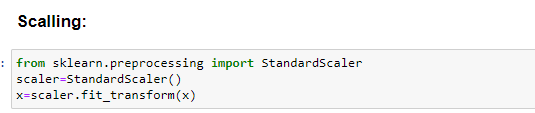 Scalling:
: from sklearn.preprocessing import StandardScaler
scaler=StandardScaler()
x=scaler.fit_transform(x)